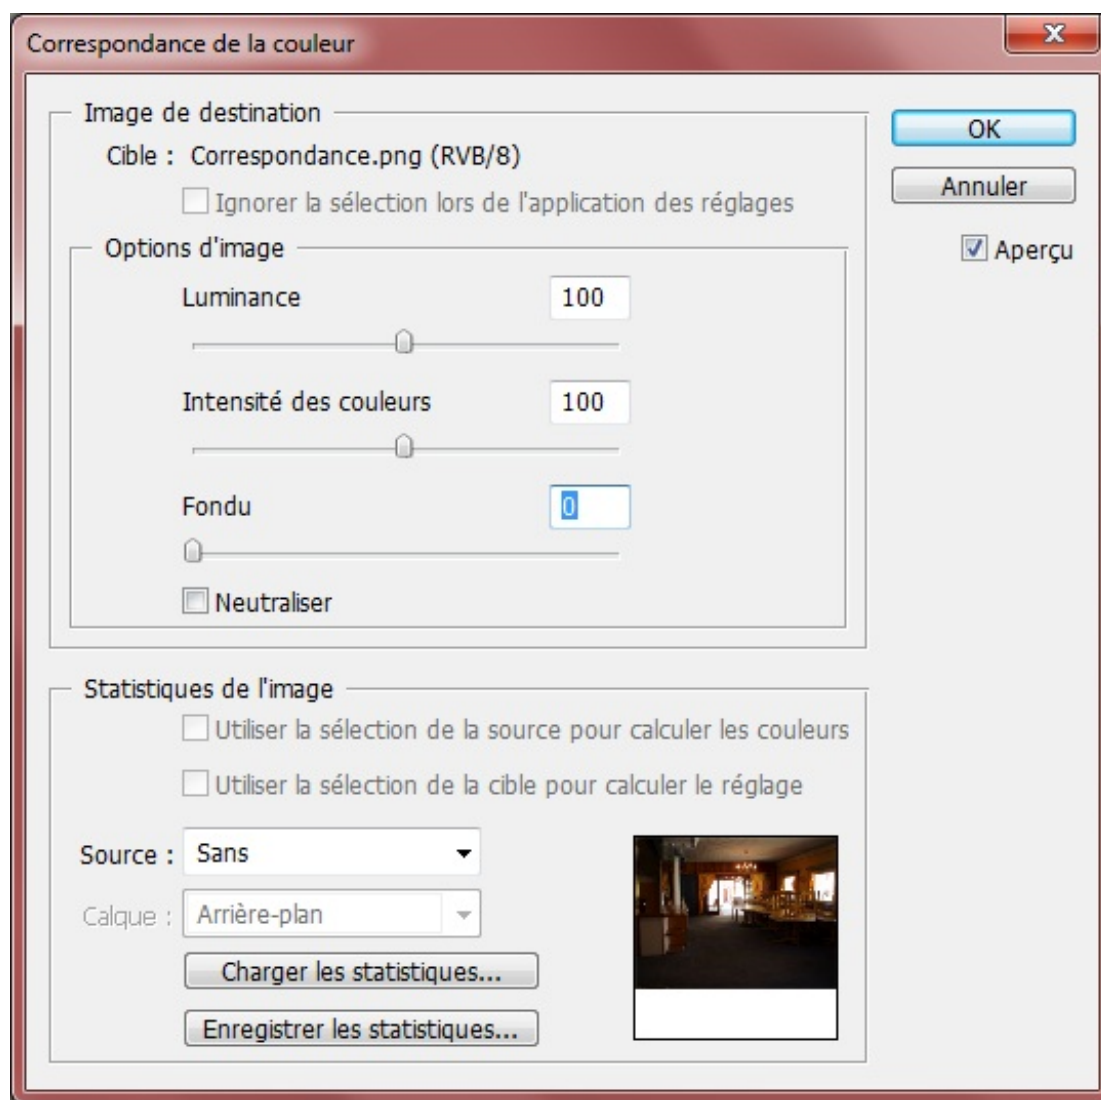 Correspondance de la couleur
Image de destination
Cible : Correspondance.png (RVB/8)
Ignorer la sélection lors de l'application des réglages
Options d'image
Luminance 100
Intensité des couleurs 100
Fondu 0
Neutraliser
OK
Annuler
Aperçu
Statistiques de l'image
Utiliser la sélection de la source pour calculer les couleurs
Utiliser la sélection de la cible pour calculer le réglage
Source : Sans
Calque : Arrière-plan
Charger les statistiques...
Enregistrer les statistiques...